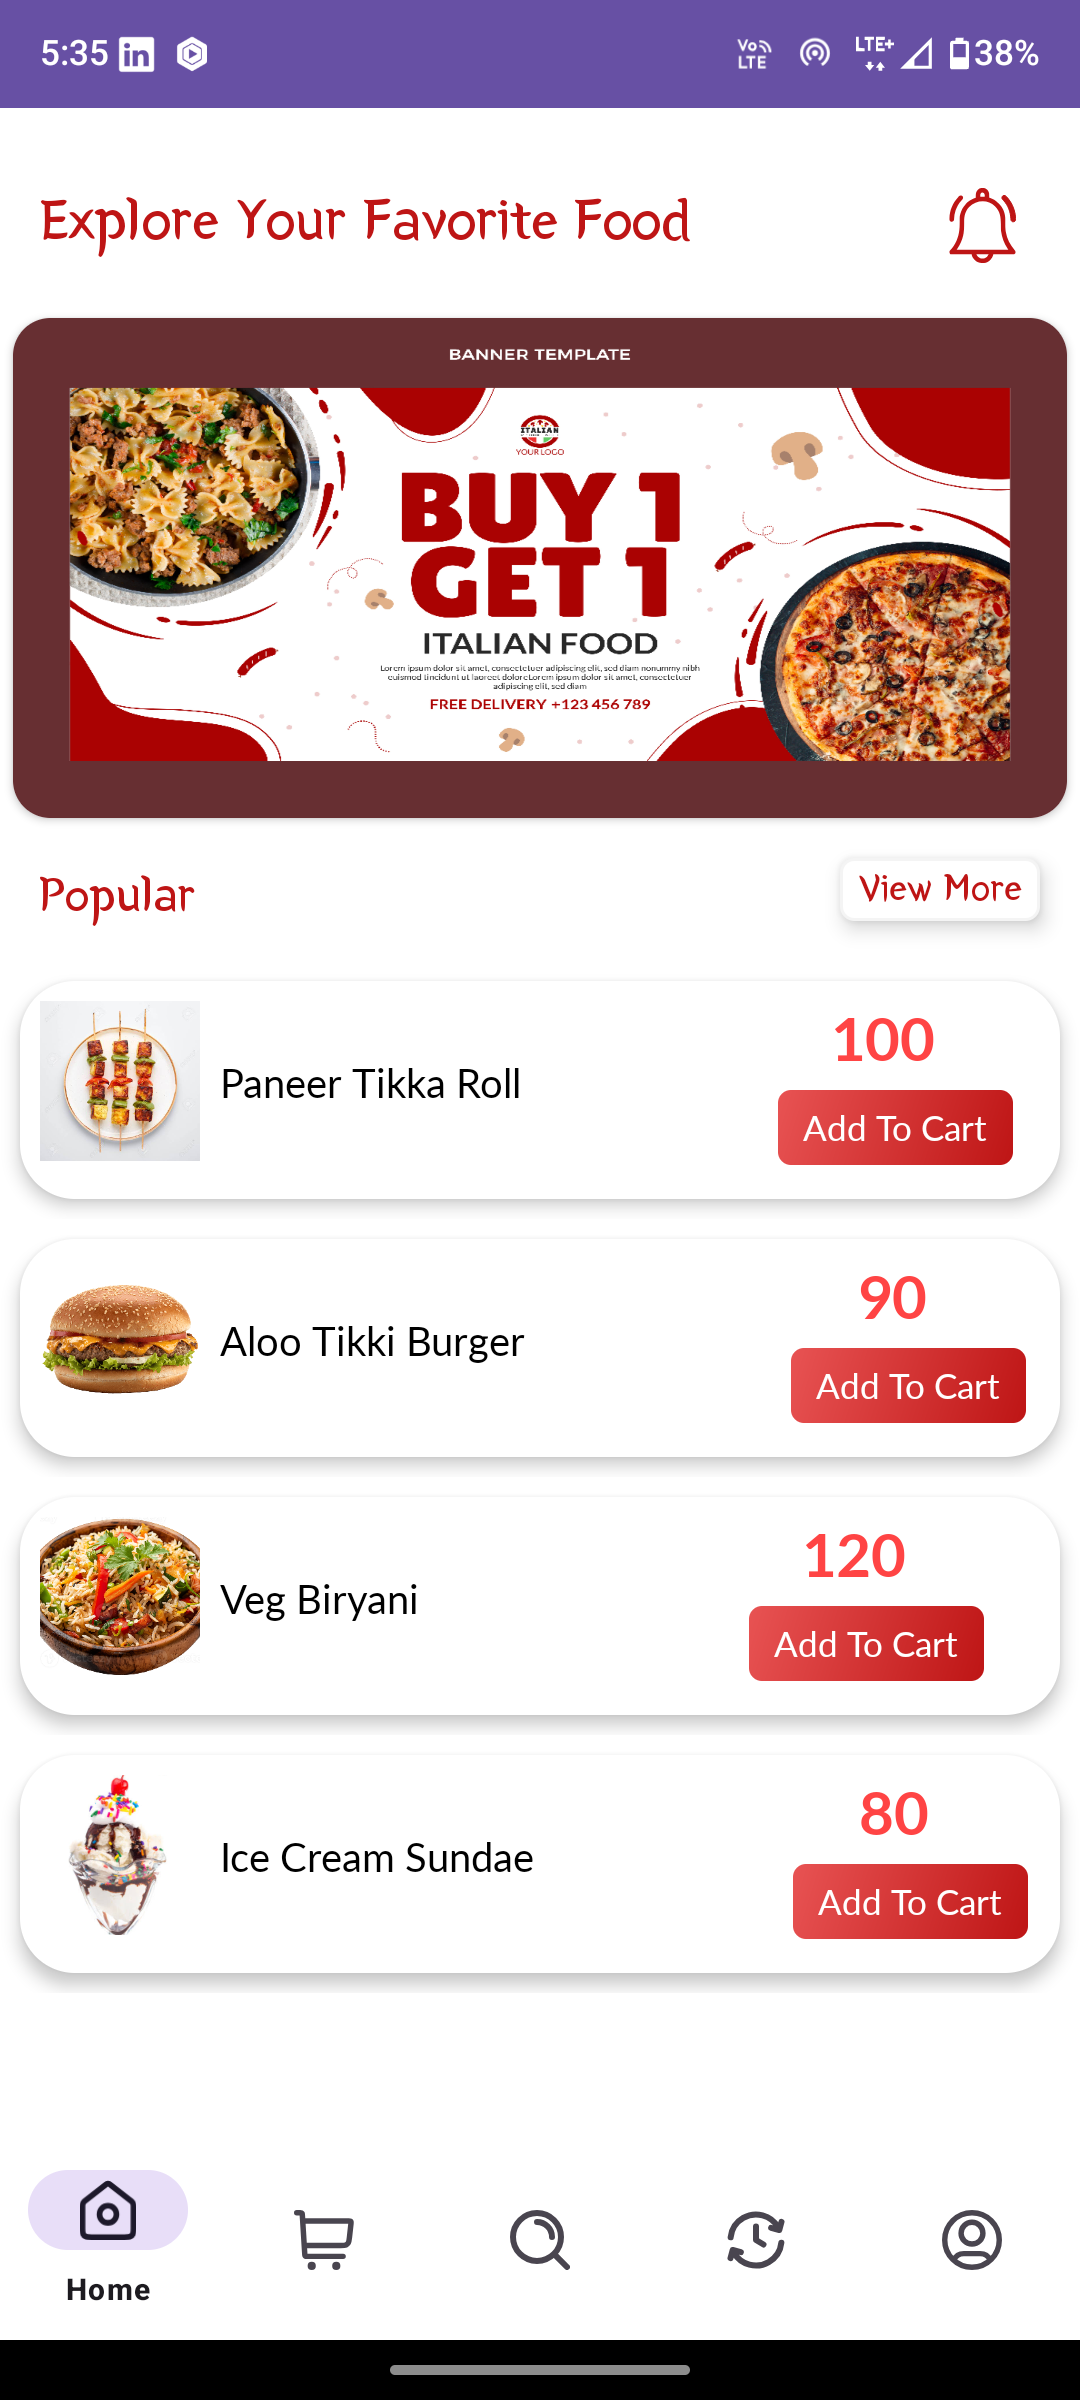 5:35
Vo LTE LTE+ 38%
Explore Your Favorite Food
BANNER TEMPLATE
ITALIAN
YOUR LOGO
BUY 1
GET 1
ITALIAN FOOD
Lorem ipsum dolor sit amet, consectetuer adipiscing elit, sed diam nonummy nibh
euismod tincidunt ut laoreet dolore Lorem ipsum dolor sit amet, consectetuer
adipiscing elit, sed diam
FREE DELIVERY +123 456 789
Popular
View More
100
Paneer Tikka Roll
Add To Cart
90
Aloo Tikki Burger
Add To Cart
120
Veg Biryani
Add To Cart
80
Ice Cream Sundae
Add To Cart
Home